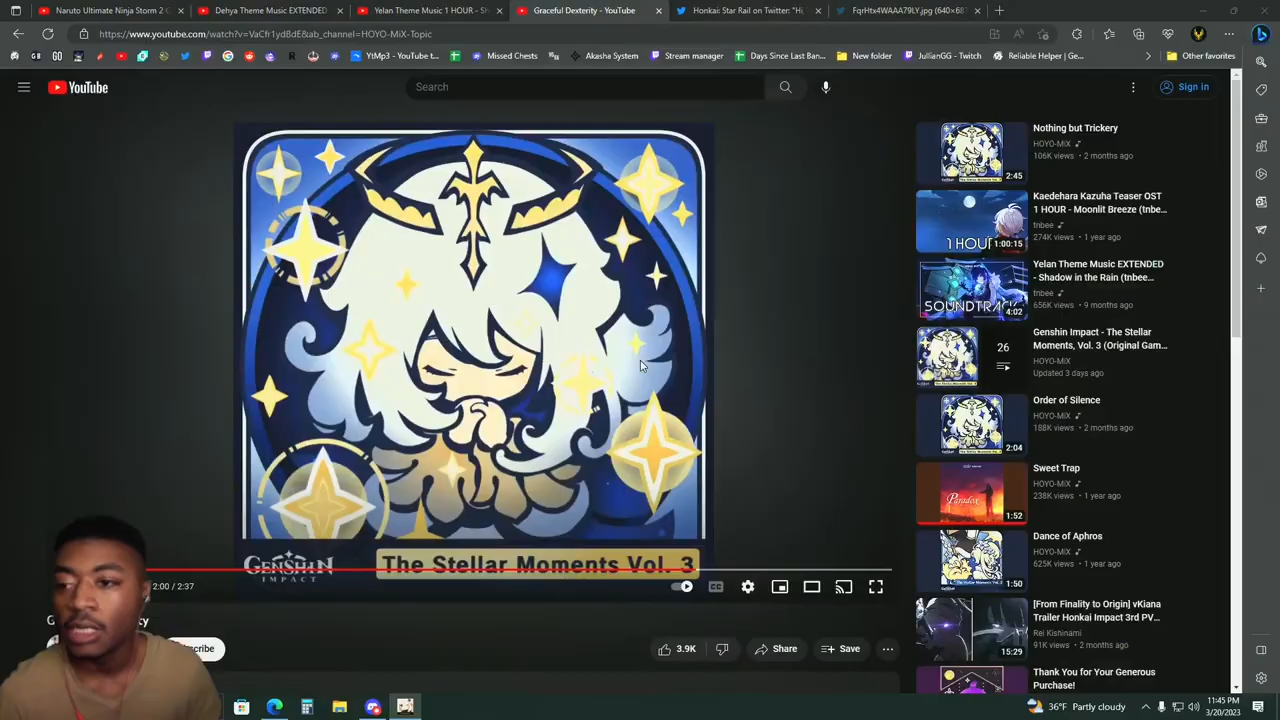 Naruto Ultimate Ninja Storm 2
Dehya Theme Music EXTENDED
Yelan Theme Music 1 HOUR - S
Graceful Dexterity - YouTube
Honkai Star Rail on Twitter: "Hi,
FqrHtx4WAAA79LY.jpg (640×68
https://www.youtube.com/watch?v=VaCfr1yd8dE&ab_channel=HOYO-MiX-Topic
GB
YtMp3 - YouTube to...
Missed Chests
Akasha System
Stream manager
Days Since Last Ban...
New folder
JullianGG - Twitch
Reliable Helper | Ge...
Other favorites
YouTube
Search
Sign in
GENSHIN
IMPACT
The Stellar Moments Vol. 3
2:00 / 2:37
CC
3.9K
Share
Save
Nothing but Trickery
HOYO-MiX
106K views • 2 months ago
2:45
Kaedehara Kazuha Teaser OST
1 HOUR - Moonlit Breeze (tnbe...
tnbee
274K views • 1 year ago
1 HOUR
1:00:15
Yelan Theme Music EXTENDED
- Shadow in the Rain (tnbee...
tnbee
656K views • 9 months ago
SOUNDTRACK
4:02
Genshin Impact - The Stellar
Moments, Vol. 3 (Original Gam...
HOYO-MiX
Updated 3 days ago
26
Order of Silence
HOYO-MiX
188K views • 2 months ago
2:04
Sweet Trap
HOYO-MiX
238K views • 1 year ago
Paradox
1:52
Dance of Aphros
HOYO-MiX
625K views • 1 year ago
1:50
[From Finality to Origin] vKiana
Trailer Honkai Impact 3rd PV...
Rei Kishinami
91K views • 2 months ago
15:29
Thank You for Your Generous
Purchase!
36°F Partly cloudy
11:45 PM
3/20/2023